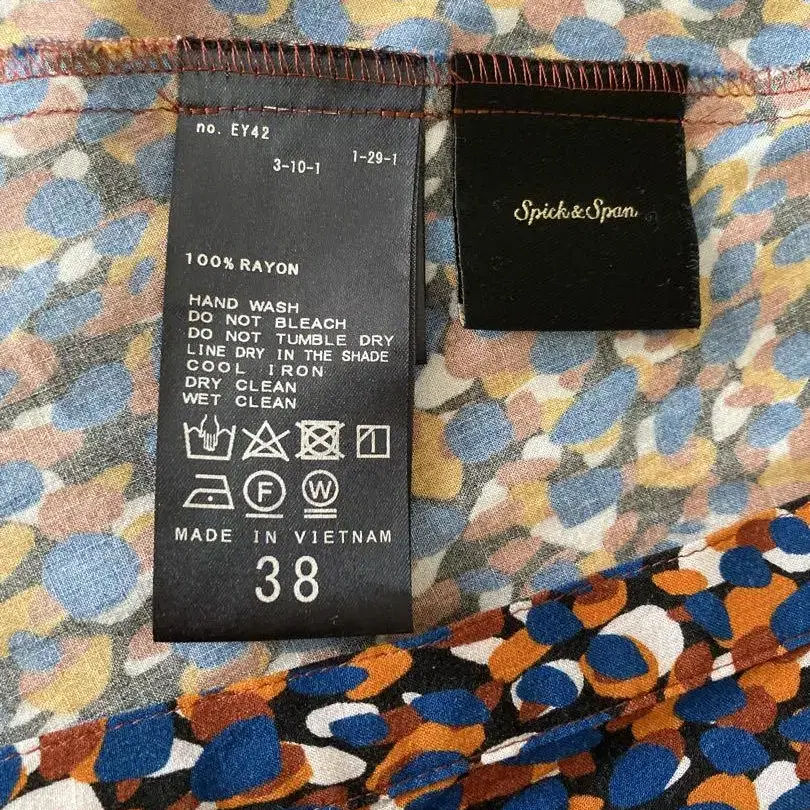 no. EY42
3-10-1 1-29-1
100% RAYON
HAND WASH
DO NOT BLEACH
DO NOT TUMBLE DRY
LINE DRY IN THE SHADE
COOL IRON
DRY CLEAN
WET CLEAN
F W
MADE IN VIETNAM
38
Spick & Span